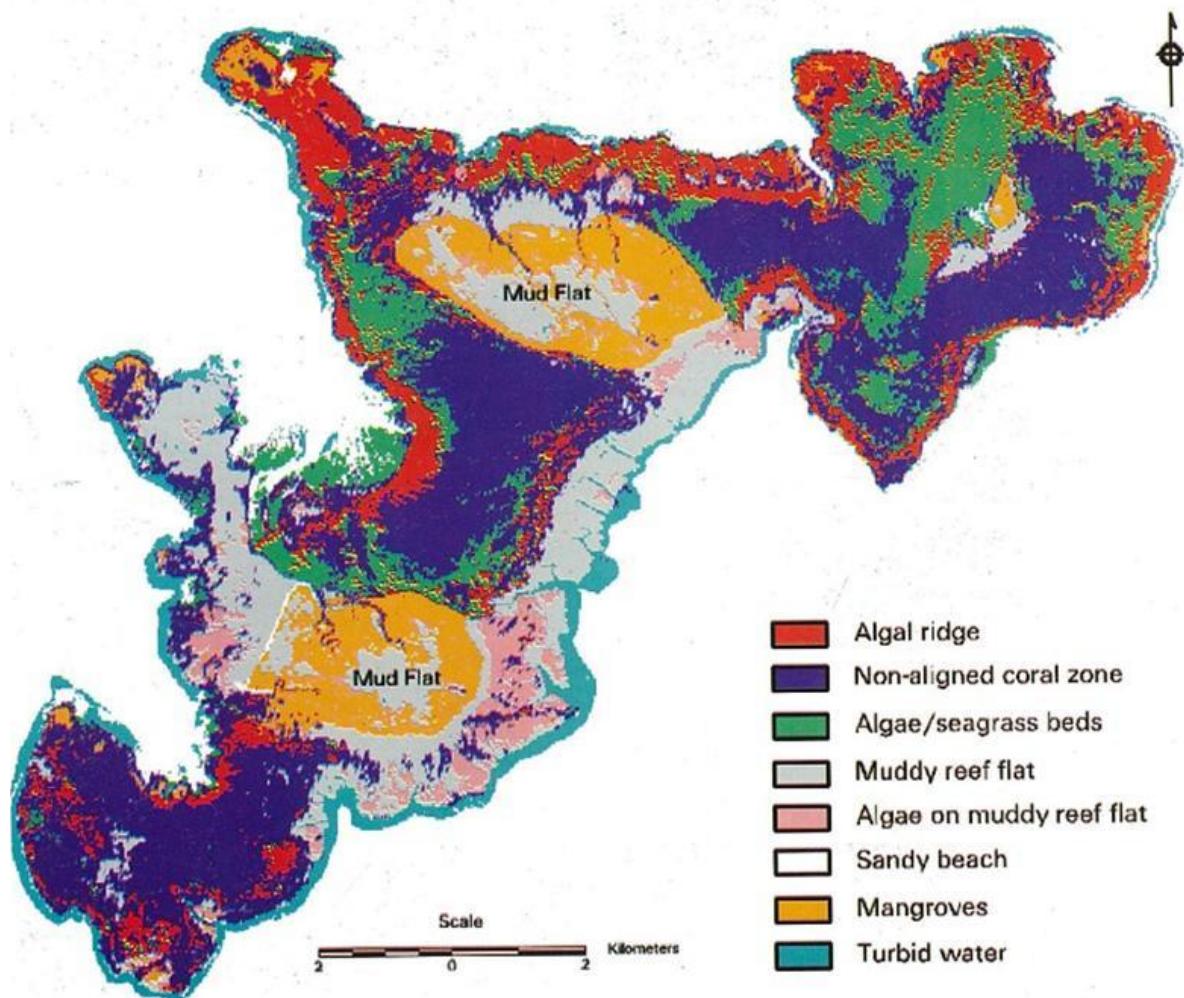 Mud Flat
Mud Flat
Algal ridge
Non-aligned coral zone
Algae/seagrass beds
Muddy reef flat
Algae on muddy reef flat
Sandy beach
Mangroves
Turbid water
Scale
2 0 2 Kilometers